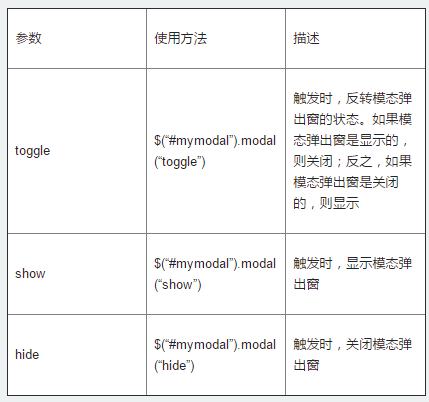 参数
使用方法
描述
toggle
$(“#mymodal”).modal
(“toggle”)
触发时，反转模态弹
出窗的状态。如果模
态弹出窗是显示的，
则关闭；反之，如果
模态弹出窗是关闭
的，则显示
show
$(“#mymodal”).modal
(“show”)
触发时，显示模态弹
出窗
hide
$(“#mymodal”).modal
(“hide”)
触发时，关闭模态弹
出窗